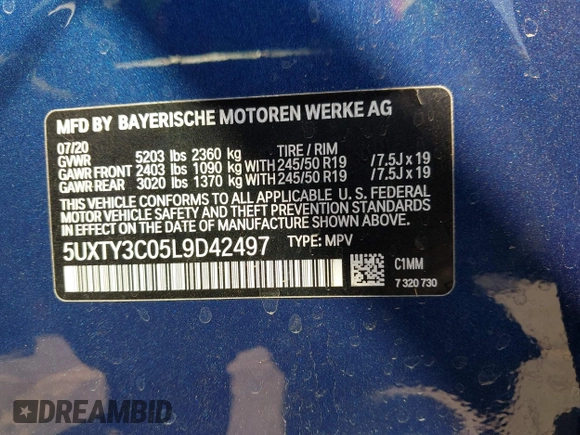 MFD BY BAYERISCHE MOTOREN WERKE AG
07/20 TIRE / RIM
GVWR 5203 lbs 2360 kg
GAWR FRONT 2403 lbs 1090 kg WITH 245/50 R19 / 7.5J x 19
GAWR REAR 3020 lbs 1370 kg WITH 245/50 R19 / 7.5J x 19
THIS VEHICLE CONFORMS TO ALL APPLICABLE U. S. FEDERAL
MOTOR VEHICLE SAFETY AND THEFT PREVENTION STANDARDS
IN EFFECT ON THE DATE OF MANUFACTURE SHOWN ABOVE.
5UXTY3C05L9D42497 TYPE: MPV
C1MM
7 320 730
DREAMBID